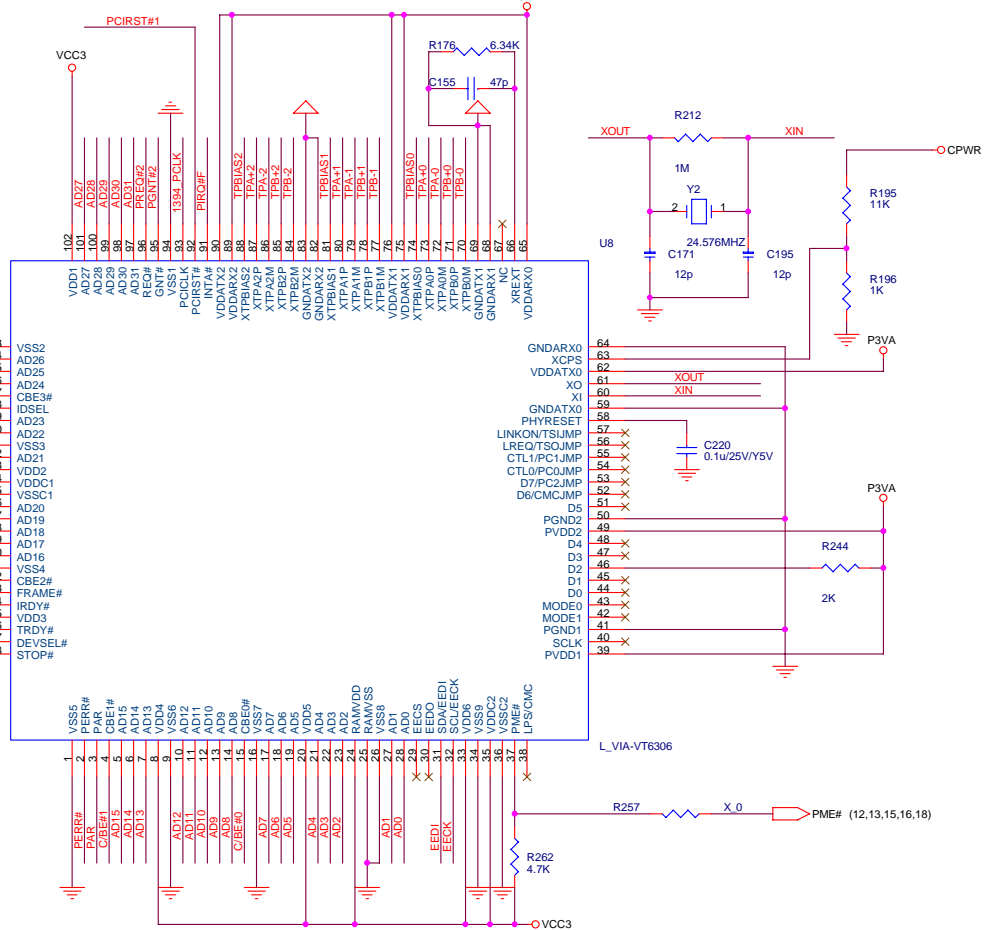 PCIRST#1
VCC3
R176 6.34K
C155 47p
AD27
AD28
AD29
AD30
AD31
PREQ#2
PGNT#2
1394_PCLK
PIRQ#F
TPBIAS2
TPA+2
TPA-2
TPB+2
TPB-2
TPBIAS1
TPA+1
TPA-1
TPB+1
TPB-1
TPBIAS0
TPA+0
TPA-0
TPB+0
TPB-0
102 VDD1
101 AD27
100 AD28
99 AD29
98 AD30
97 AD31
96 REQ#
95 GNT#
94 VSS1
93 PCICLK
92 PCIRST#
91 INTA#
90 VDDATX2
89 VDDARX2
88 XTPBIAS2
87 XTPA2P
86 XTPA2M
85 XTPB2P
84 XTPB2M
83 GNDATX2
82 GNDARX2
81 XTPBIAS1
80 XTPA1P
79 XTPA1M
78 XTPB1P
77 XTPB1M
76 VDDATX1
75 VDDARX1
74 XTPBIAS0
73 XTPA0P
72 XTPA0M
71 XTPB0P
70 XTPB0M
69 GNDATX1
68 GNDARX1
67 NC
66 XREXT
65 VDDARX0
R212
XOUT XIN
1M
Y2
2 1
24.576MHZ
U8
C171 C195
12p 12p
CPWR
R195
11K
R196
1K
P3VA
VSS2
AD26
AD25
AD24
CBE3#
IDSEL
AD23
AD22
VSS3
AD21
VDD2
VDDC1
VSSC1
AD20
AD19
AD18
AD17
AD16
VSS4
CBE2#
FRAME#
IRDY#
VDD3
TRDY#
DEVSEL#
STOP#
GNDARX0 64
XCPS 63
VDDATX0 62
XO 61 XOUT
XI 60 XIN
GNDATX0 59
PHYRESET 58
LINKON/TSIJMP 57
LREQ/TSOJMP 56
CTL1/PC1JMP 55
CTL0/PC0JMP 54
D7/PC2JMP 53
D6/CMCJMP 52
D5 51
PGND2 50
PVDD2 49
D4 48
D3 47
D2 46
D1 45
D0 44
MODE0 43
MODE1 42
PGND1 41
SCLK 40
PVDD1 39
C220
0.1u/25V/Y5V
P3VA
R244
2K
VSS5 1
PERR# 2
PAR 3
CBE1# 4
AD15 5
AD14 6
AD13 7
VDD4 8
VSS6 9
AD12 10
AD11 11
AD10 12
AD9 13
AD8 14
CBE0# 15
VSS7 16
AD7 17
AD6 18
AD5 19
VDD5 20
AD4 21
AD3 22
AD2 23
RAMVDD 24
RAMVSS 25
VSS8 26
AD1 27
AD0 28
EECS 29
EEDO 30
SDA/EEDI 31
SCL/EECK 32
VDD6 33
VSS9 34
VDDC2 35
VSSC2 36
PME# 37
LPS/CMC 38
L_VIA-VT6306
PERR#
PAR
C/BE#1
AD15
AD14
AD13
AD12
AD11
AD10
AD9
AD8
C/BE#0
AD7
AD6
AD5
AD4
AD3
AD2
AD1
AD0
EEDI
EECK
R257 X_0 PME# (12,13,15,16,18)
R262
4.7K
VCC3